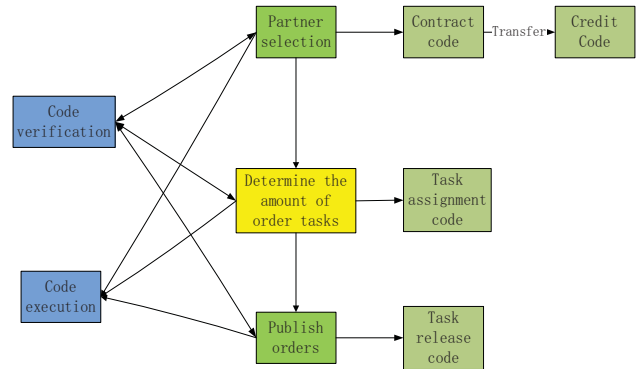 Partner
selection
Contract
code
Transfer
Credit
Code
Code
verification
Determine the
amount of
order tasks
Task
assignment
code
Code
execution
Publish
orders
Task
release
code